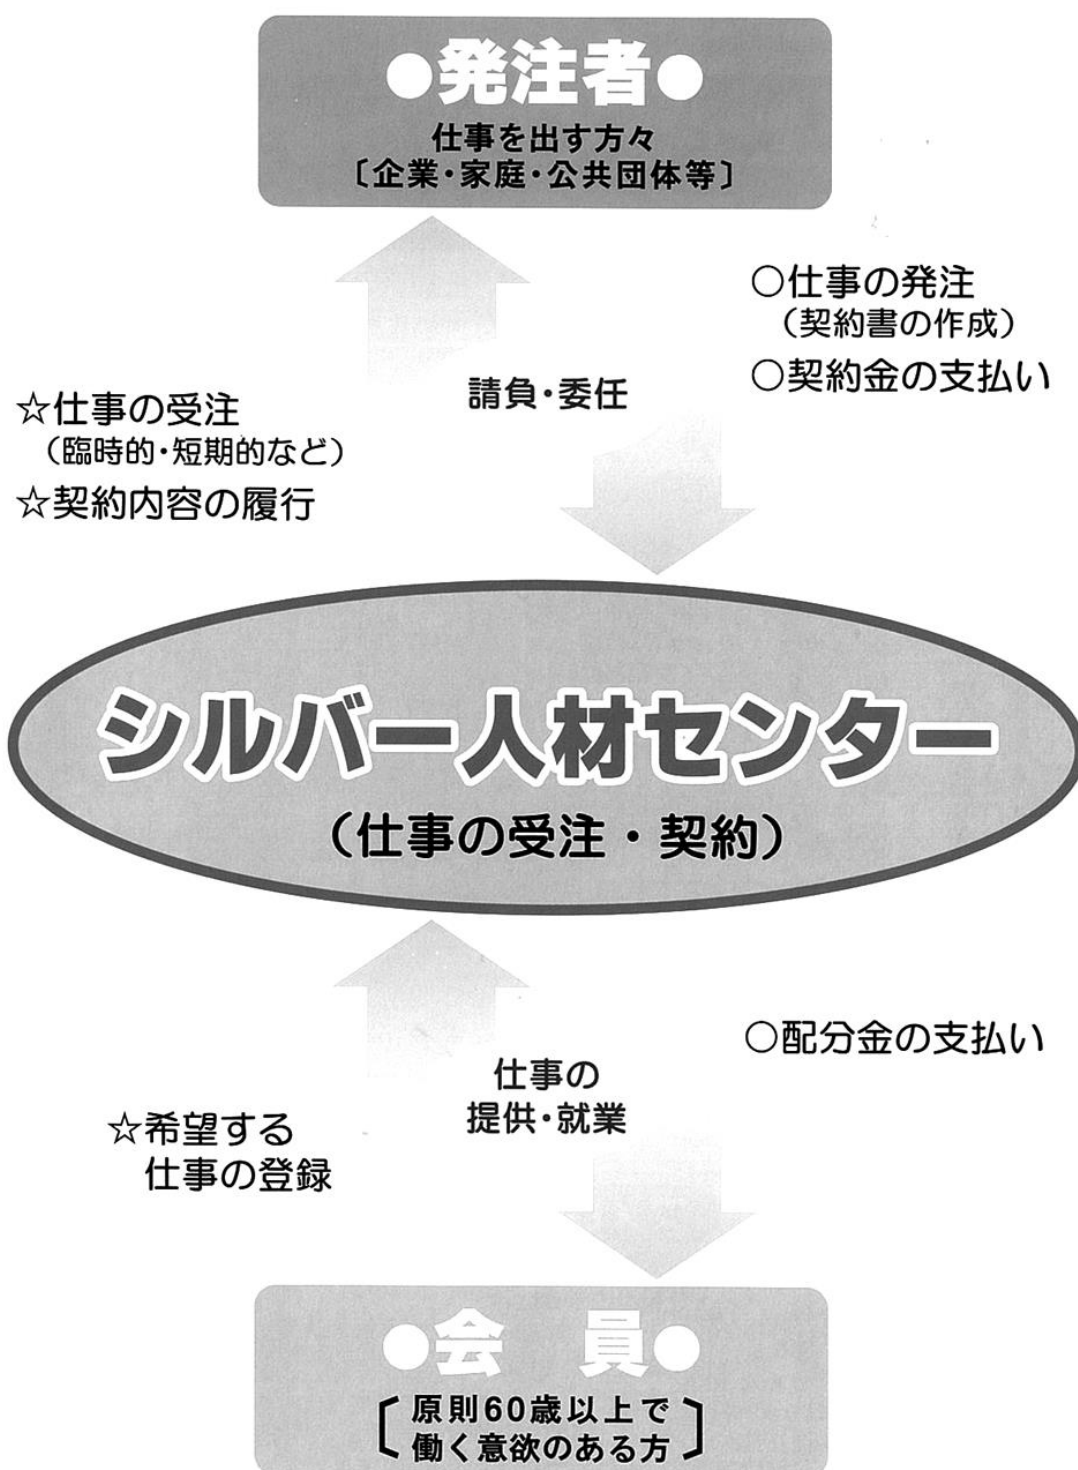 ●発注者●
仕事を出す方々
〔企業・家庭・公共団体等〕
○仕事の発注
（契約書の作成）
○契約金の支払い
請負・委任
☆仕事の受注
（臨時的・短期的など）
☆契約内容の履行
シルバー人材センター
（仕事の受注・契約）
○配分金の支払い
仕事の
提供・就業
☆希望する
仕事の登録
●会　員●
〔原則60歳以上で
働く意欲のある方〕